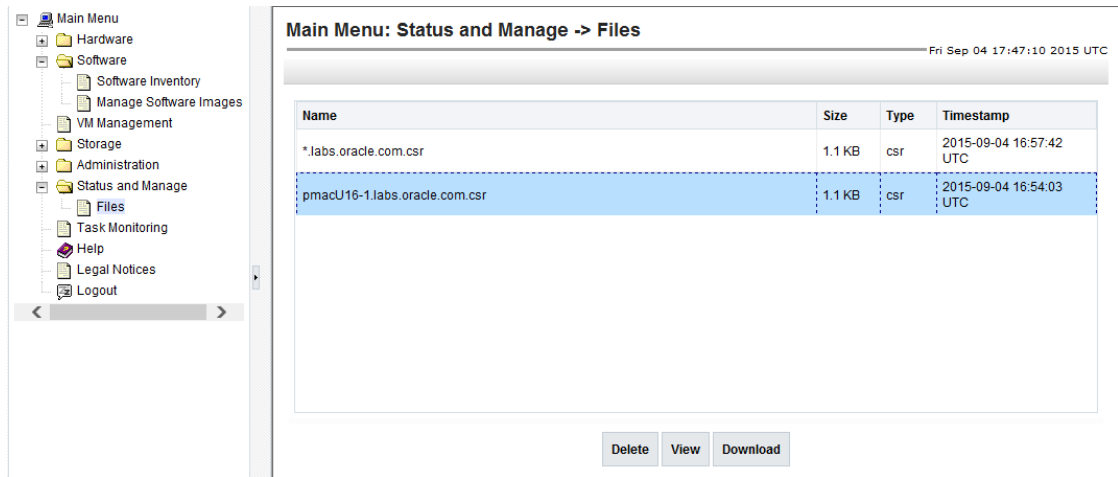 Main Menu
Hardware
Software
Software Inventory
Manage Software Images
VM Management
Storage
Administration
Status and Manage
Files
Task Monitoring
Help
Legal Notices
Logout
Main Menu: Status and Manage -> Files
Fri Sep 04 17:47:10 2015 UTC
Name Size Type Timestamp
*.labs.oracle.com.csr 1.1 KB csr 2015-09-04 16:57:42
UTC
pmacU16-1.labs.oracle.com.csr 1.1 KB csr 2015-09-04 16:54:03
UTC
Delete View Download